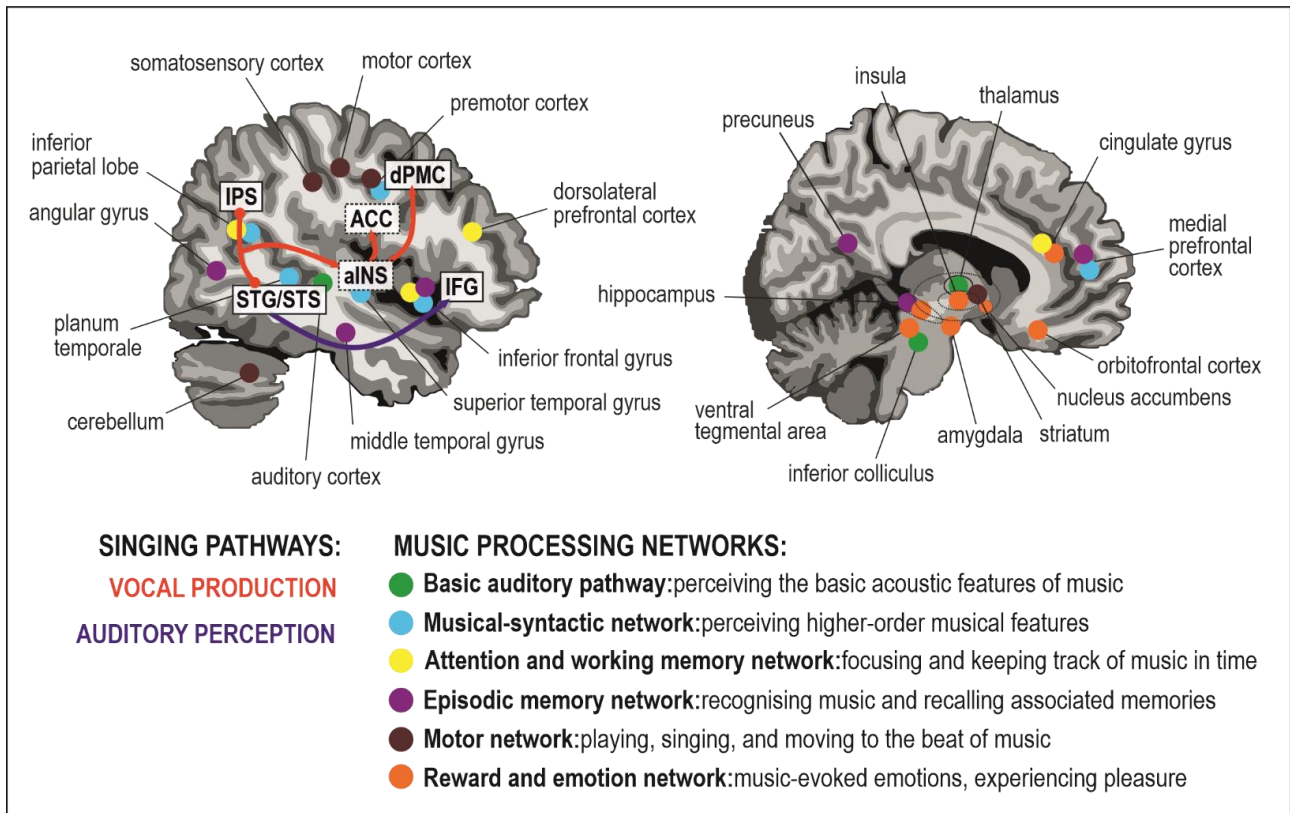 somatosensory cortex
motor cortex
premotor cortex
inferior
parietal lobe
angular gyrus
IPS
dPMC
ACC
aINS
STG/STS
IFG
dorsolateral
prefrontal cortex
planum
temporale
cerebellum
inferior frontal gyrus
superior temporal gyrus
middle temporal gyrus
auditory cortex
insula
thalamus
precuneus
cingulate gyrus
medial
prefrontal
cortex
hippocampus
orbitofrontal cortex
nucleus accumbens
ventral
tegmental area
amygdala
striatum
inferior colliculus
SINGING PATHWAYS:
VOCAL PRODUCTION
AUDITORY PERCEPTION
MUSIC PROCESSING NETWORKS:
Basic auditory pathway:perceiving the basic acoustic features of music
Musical-syntactic network:perceiving higher-order musical features
Attention and working memory network:focusing and keeping track of music in time
Episodic memory network:recognising music and recalling associated memories
Motor network:playing, singing, and moving to the beat of music
Reward and emotion network:music-evoked emotions, experiencing pleasure